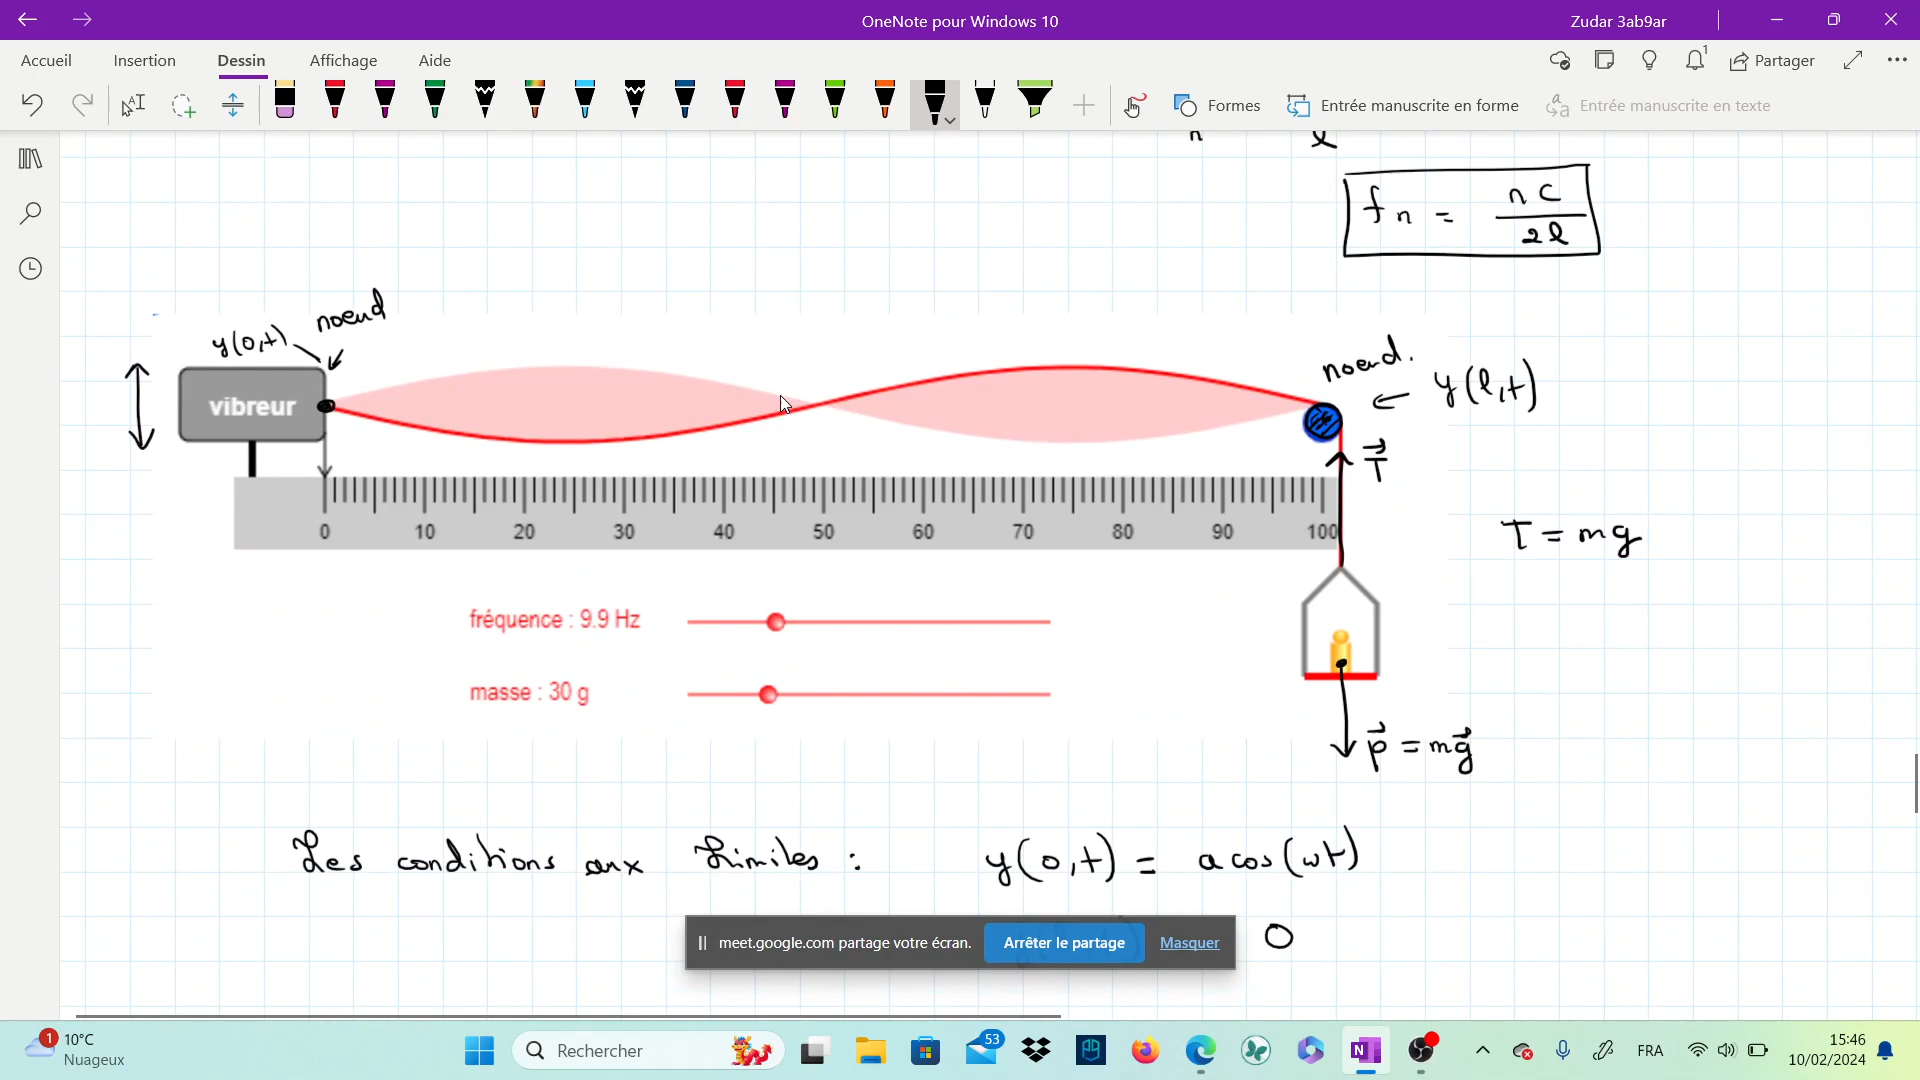 OneNote pour Windows 10
Zudar 3ab9ar
Accueil Insertion Dessin Affichage Aide
1
Partager
Formes
Entrée manuscrite en forme
Entrée manuscrite en texte
n l
fn = nc / 2l
y(0,t) noeud
noeud.
y(l,t)
vibreur
T
0 10 20 30 40 50 60 70 80 90 100
T = mg
fréquence : 9.9 Hz
masse : 30 g
p = mg
Les conditions aux Limites : y(0,t) = a cos(wt)
0
meet.google.com partage votre écran.
Arrêter le partage
Masquer
1
10°C
Nuageux
Rechercher
53
FRA
15:46
10/02/2024